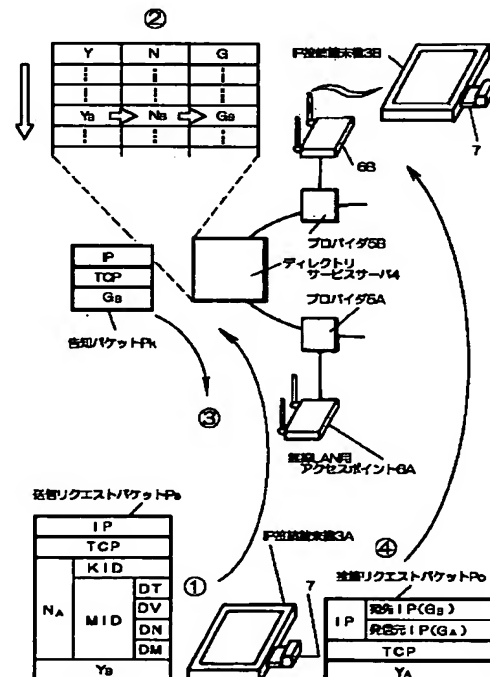 ②
Y N G
YB NB GB
IP接続端末機3B
7
6B
プロバイダ5B
ディレクトリ
サービスサーバ4
プロバイダ5A
IP
TCP
GB
告知パケットPk
③
無線LAN用
アクセスポイント6A
送信リクエストパケットPs
IP
TCP
NA
KID
MID
DT
DV
DN
DM
YB
①
IP接続端末機3A
7
④
接続リクエストパケットPc
IP
宛先IP(GB)
発信元IP(GA)
TCP
YA